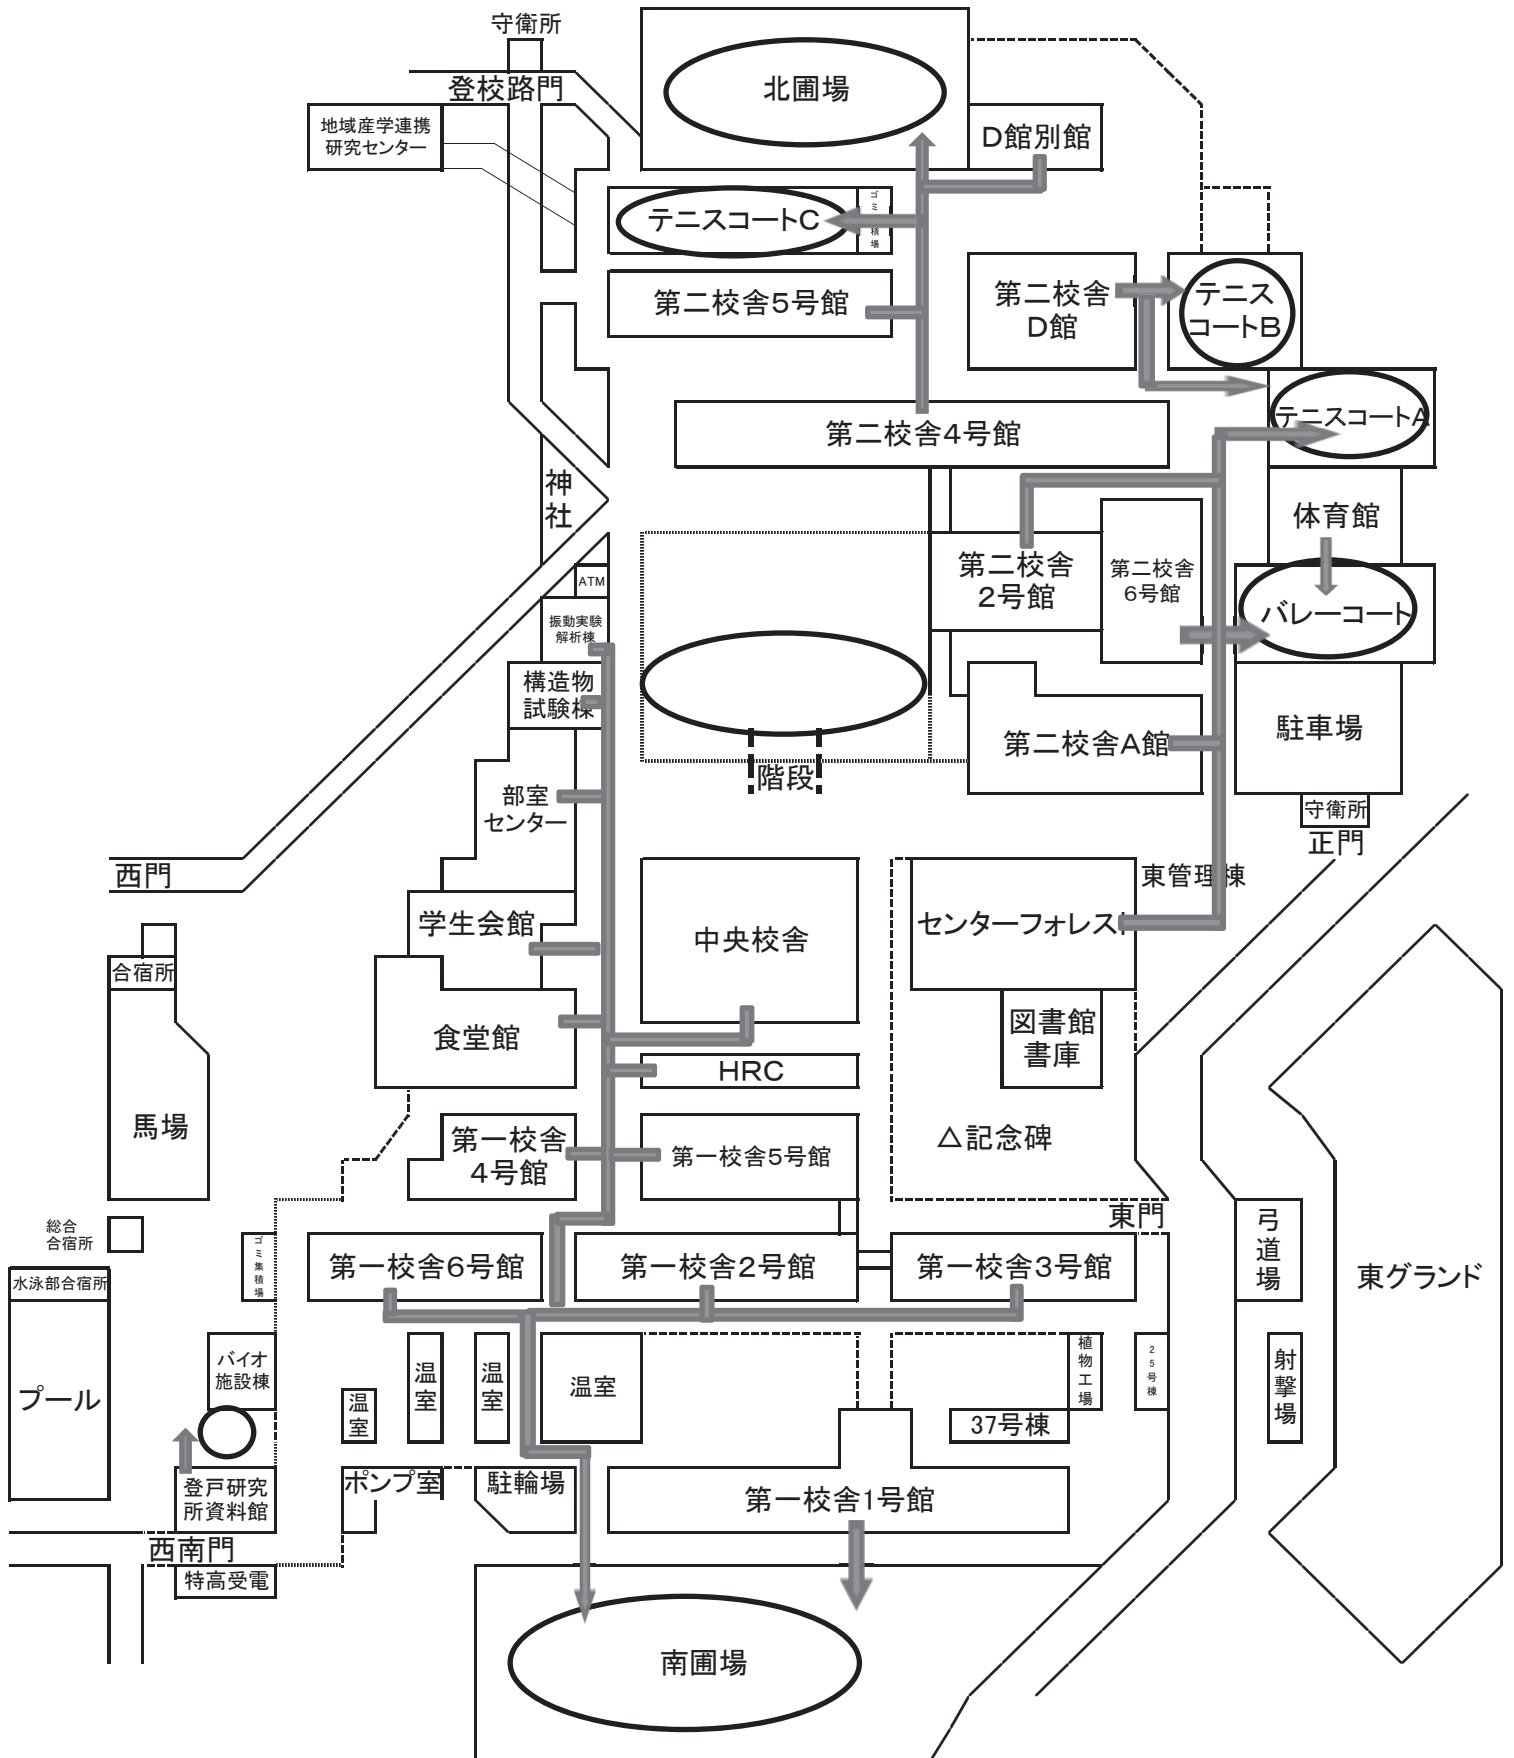 守衛所
登校路門
北圃場
地域産学連携
研究センター
D館別館
テニスコートC
ゴミ
積場
第二校舎5号館
第二校舎
D館
テニス
コートB
第二校舎4号館
テニスコートA
神社
体育館
第二校舎
2号館
第二校舎
6号館
ATM
振動実験
解析棟
バレーコート
構造物
試験棟
第二校舎A館
駐車場
階段
部室
センター
守衛所
正門
西門
東管理棟
学生会館
中央校舎
センターフォレスト
合宿所
食堂館
図書館
書庫
HRC
馬場
第一校舎
4号館
第一校舎5号館
△記念碑
総合
合宿所
東門
弓道場
ゴミ集積場
第一校舎6号館
第一校舎2号館
第一校舎3号館
水泳部合宿所
東グランド
プール
バイオ
施設棟
温室
温室
温室
温室
植物工場
25号棟
射撃場
37号棟
登戸研究
所資料館
ポンプ室
駐輪場
第一校舎1号館
西南門
特高受電
南圃場